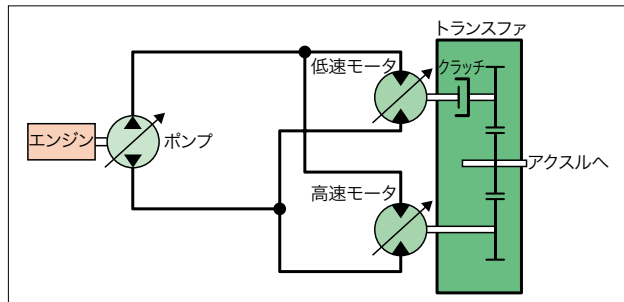 トランスファ
低速モータ
クラッチ
エンジン
ポンプ
アクスルへ
高速モータ